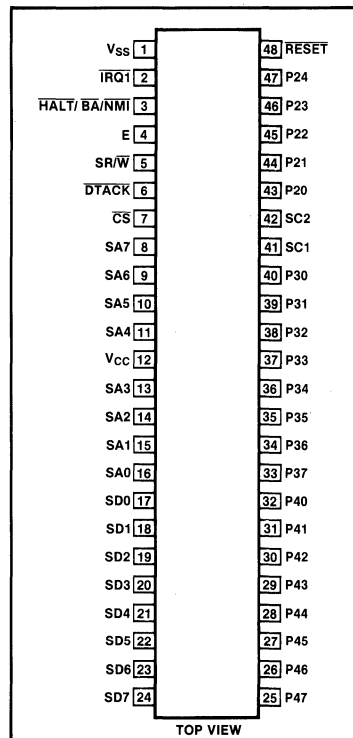 VSS 1 48 RESET
IRQ1 2 47 P24
HALT/BA/NMI 3 46 P23
E 4 45 P22
SR/W 5 44 P21
DTACK 6 43 P20
CS 7 42 SC2
SA7 8 41 SC1
SA6 9 40 P30
SA5 10 39 P31
SA4 11 38 P32
VCC 12 37 P33
SA3 13 36 P34
SA2 14 35 P35
SA1 15 34 P36
SA0 16 33 P37
SD0 17 32 P40
SD1 18 31 P41
SD2 19 30 P42
SD3 20 29 P43
SD4 21 28 P44
SD5 22 27 P45
SD6 23 26 P46
SD7 24 25 P47
TOP VIEW